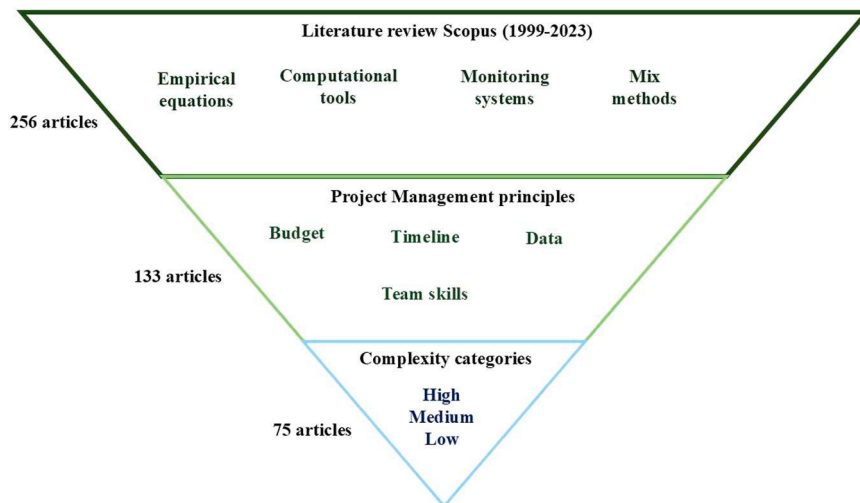 Literature review Scopus (1999-2023)
Empirical
equations
Computational
tools
Monitoring
systems
Mix
methods
256 articles
Project Management principles
Budget
Timeline
Data
Team skills
133 articles
Complexity categories
High
Medium
Low
75 articles